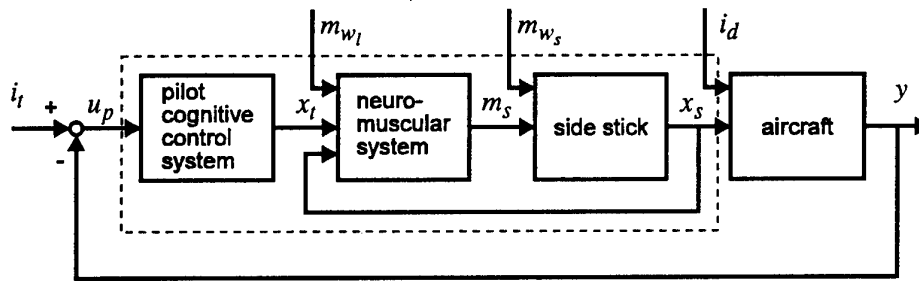 m_{w_l}
m_{w_s}
i_d
i_t
+
-
u_p
pilot
cognitive
control
system
x_t
neuro-
muscular
system
m_s
side stick
x_s
aircraft
y